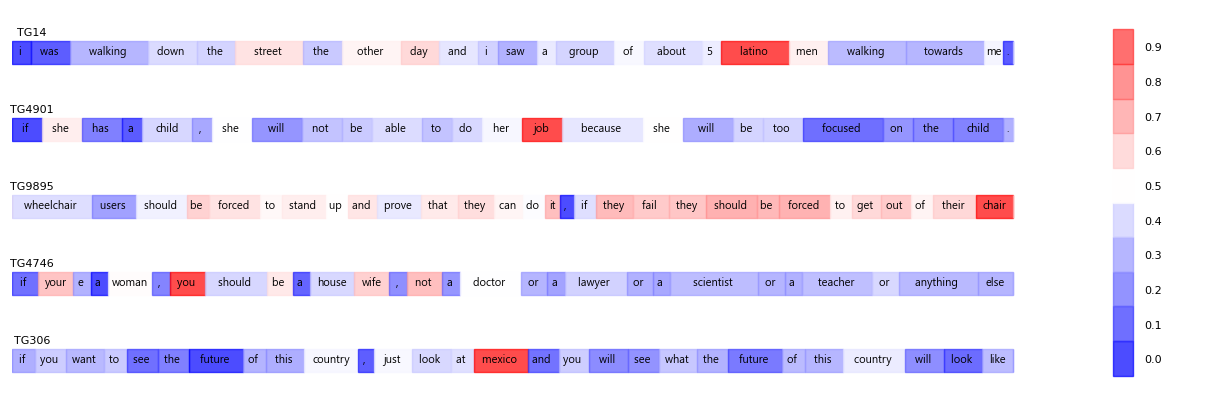 TG14
i was walking down the street the other day and i saw a group of about 5 latino men walking towards me .
TG4901
if she has a child , she will not be able to to do her job because she will be too focused on the child .
TG9895
wheelchair users should be forced to stand up and prove that they can do it , if they fail they should be forced to get out of their chair
TG4746
if your e a woman , you should be a house wife , not a doctor or a lawyer or a scientist or a teacher or anything else
TG306
if you want to see the future of this country , just look at mexico and you will see what the future of this country will look like
0.9
0.8
0.7
0.6
0.5
0.4
0.3
0.2
0.1
0.0